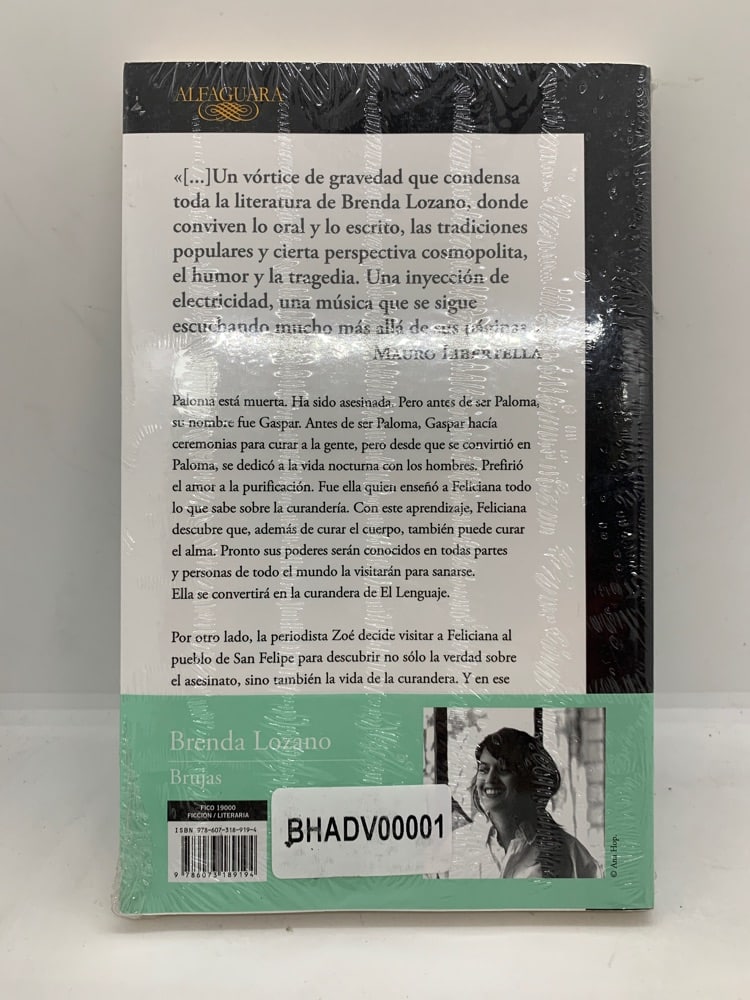 ALFAGUARA
«[...]Un vórtice de gravedad que condensa
toda la literatura de Brenda Lozano, donde
conviven lo oral y lo escrito, las tradiciones
populares y cierta perspectiva cosmopolita,
el humor y la tragedia. Una inyección de
electricidad, una música que se sigue
escuchando mucho más allá de sus páginas
MAURO LIBERTELLA
Paloma está muerta. Ha sido asesinada. Pero antes de ser Paloma,
su nombre fue Gaspar. Antes de ser Paloma, Gaspar hacía
ceremonias para curar a la gente, pero desde que se convirtió en
Paloma, se dedicó a la vida nocturna con los hombres. Prefirió
el amor a la purificación. Fue ella quien enseñó a Feliciana todo
lo que sabe sobre la curandería. Con este aprendizaje, Feliciana
descubre que, además de curar el cuerpo, también puede curar
el alma. Pronto sus poderes serán conocidos en todas partes
y personas de todo el mundo la visitarán para sanarse.
Ella se convertirá en la curandera de El Lenguaje.
Por otro lado, la periodista Zoé decide visitar a Feliciana al
pueblo de San Felipe para descubrir no sólo la verdad sobre
el asesinato, sino también la vida de la curandera. Y en ese
Brenda Lozano
Brujas
FICO 19000
FICCIÓN / LITERARIA
ISBN 978-607-318-919-4
9 786073 189194
BHADV00001
© Ana Hop.